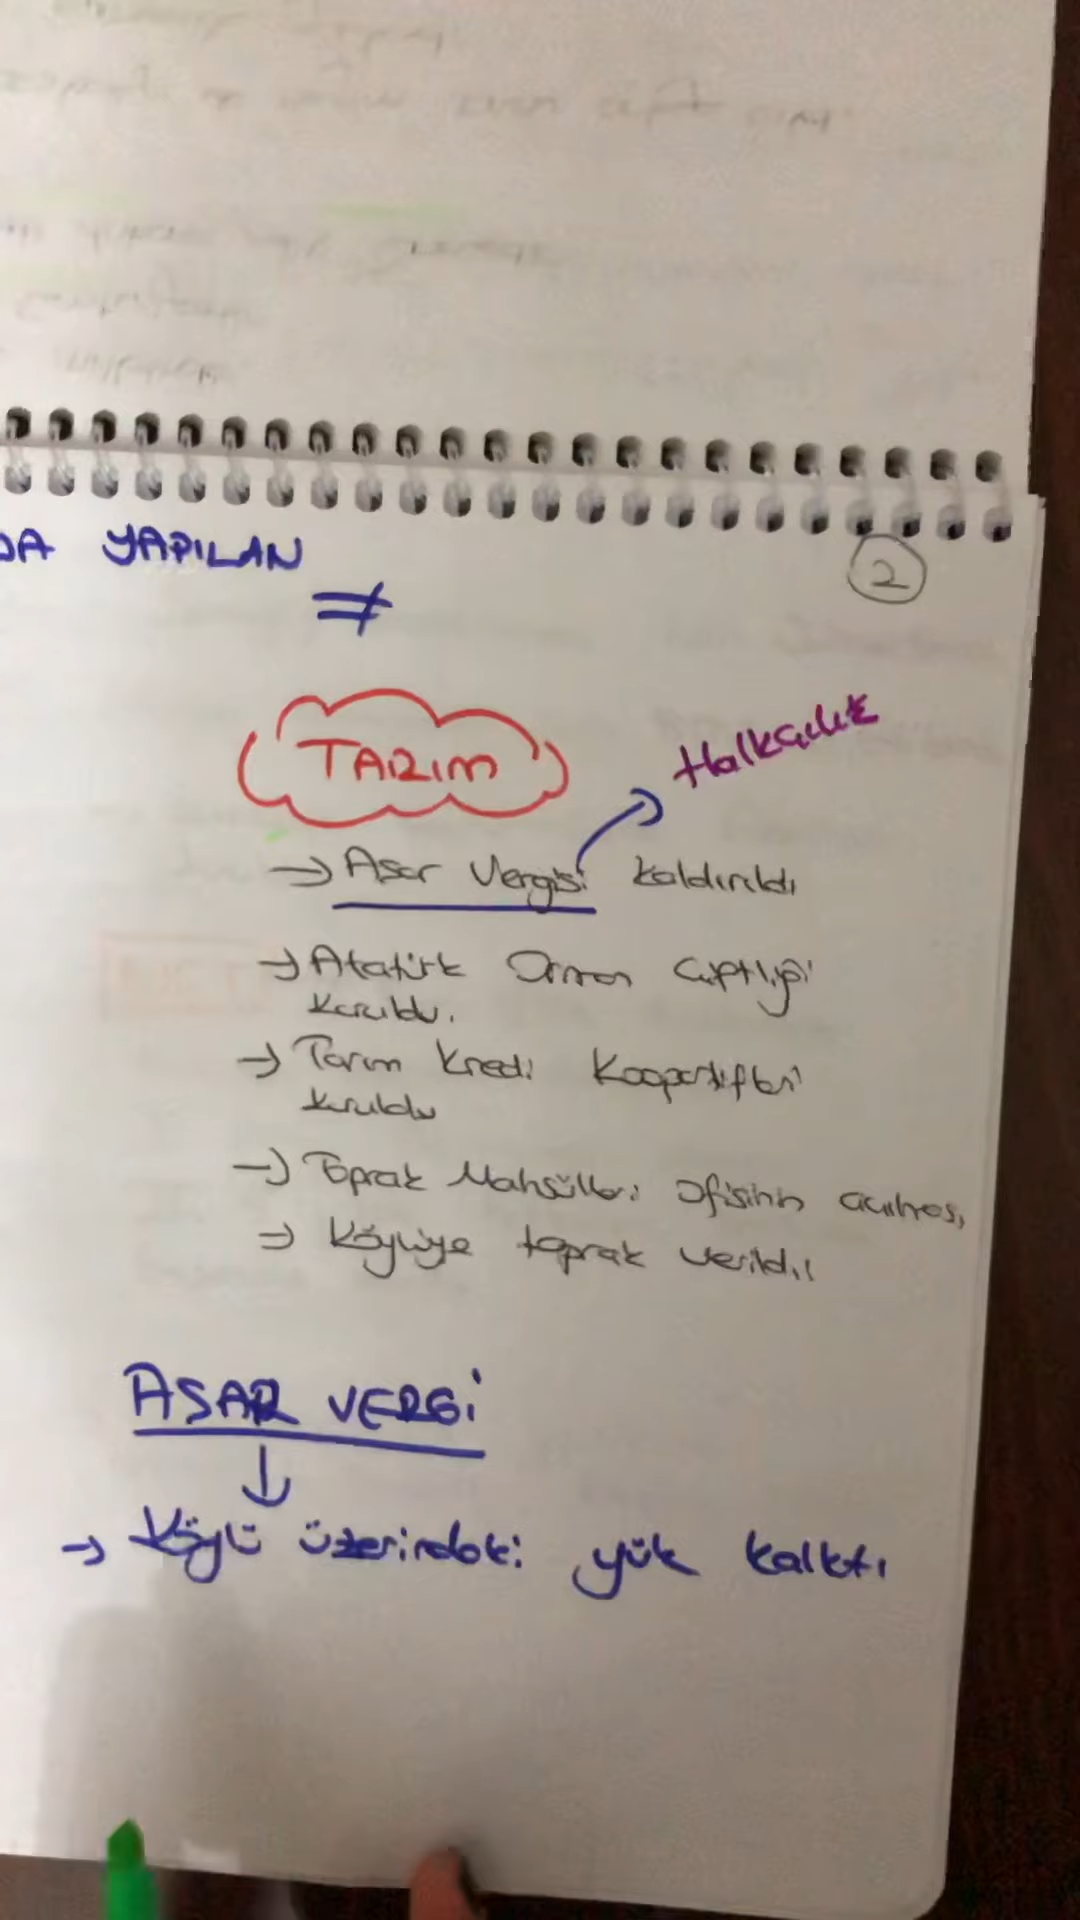 DA YAPILAN
2
TARIM
Halkçılık
→ Aşar Vergisi kaldırıldı
→ Atatürk Orman Çiftliği
kuruldu.
→ Tarım Kredi Kooperatifleri
kuruldu
→ Toprak Mahsülleri Ofisinin açılması
→ Köylüye toprak verildi
AŞAR VERGİ
↓
→ Köylü üzerindeki yük kalktı